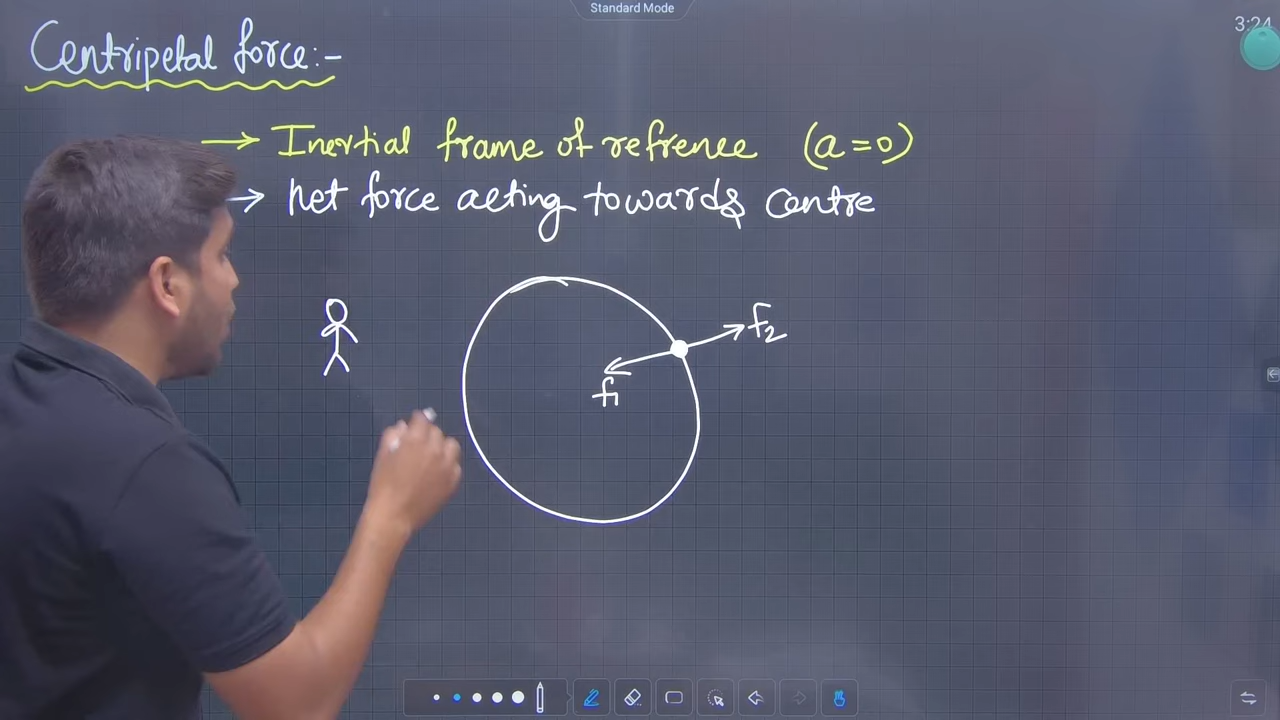 Standard Mode
3:24
Centripetal force:-
→ Inertial frame of refrence (a=0)
→ Net force acting towards centre
f2
f1